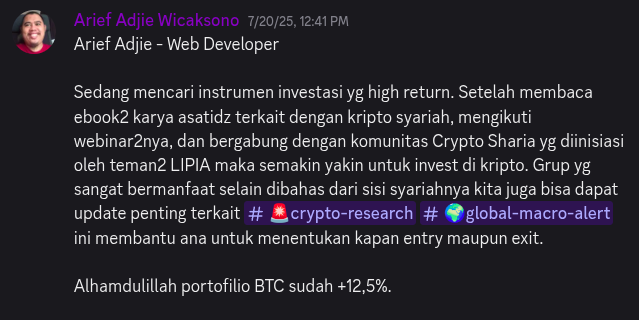 Arief Adjie Wicaksono 7/20/25, 12:41 PM
Arief Adjie - Web Developer
Sedang mencari instrumen investasi yg high return. Setelah membaca
ebook2 karya asatidz terkait dengan kripto syariah, mengikuti
webinar2nya, dan bergabung dengan komunitas Crypto Sharia yg diinisiasi
oleh teman2 LIPIA maka semakin yakin untuk invest di kripto. Grup yg
sangat bermanfaat selain dibahas dari sisi syariahnya kita juga bisa dapat
update penting terkait # 🚨crypto-research # 🌍global-macro-alert
ini membantu ana untuk menentukan kapan entry maupun exit.
Alhamdulillah portofilio BTC sudah +12,5%.